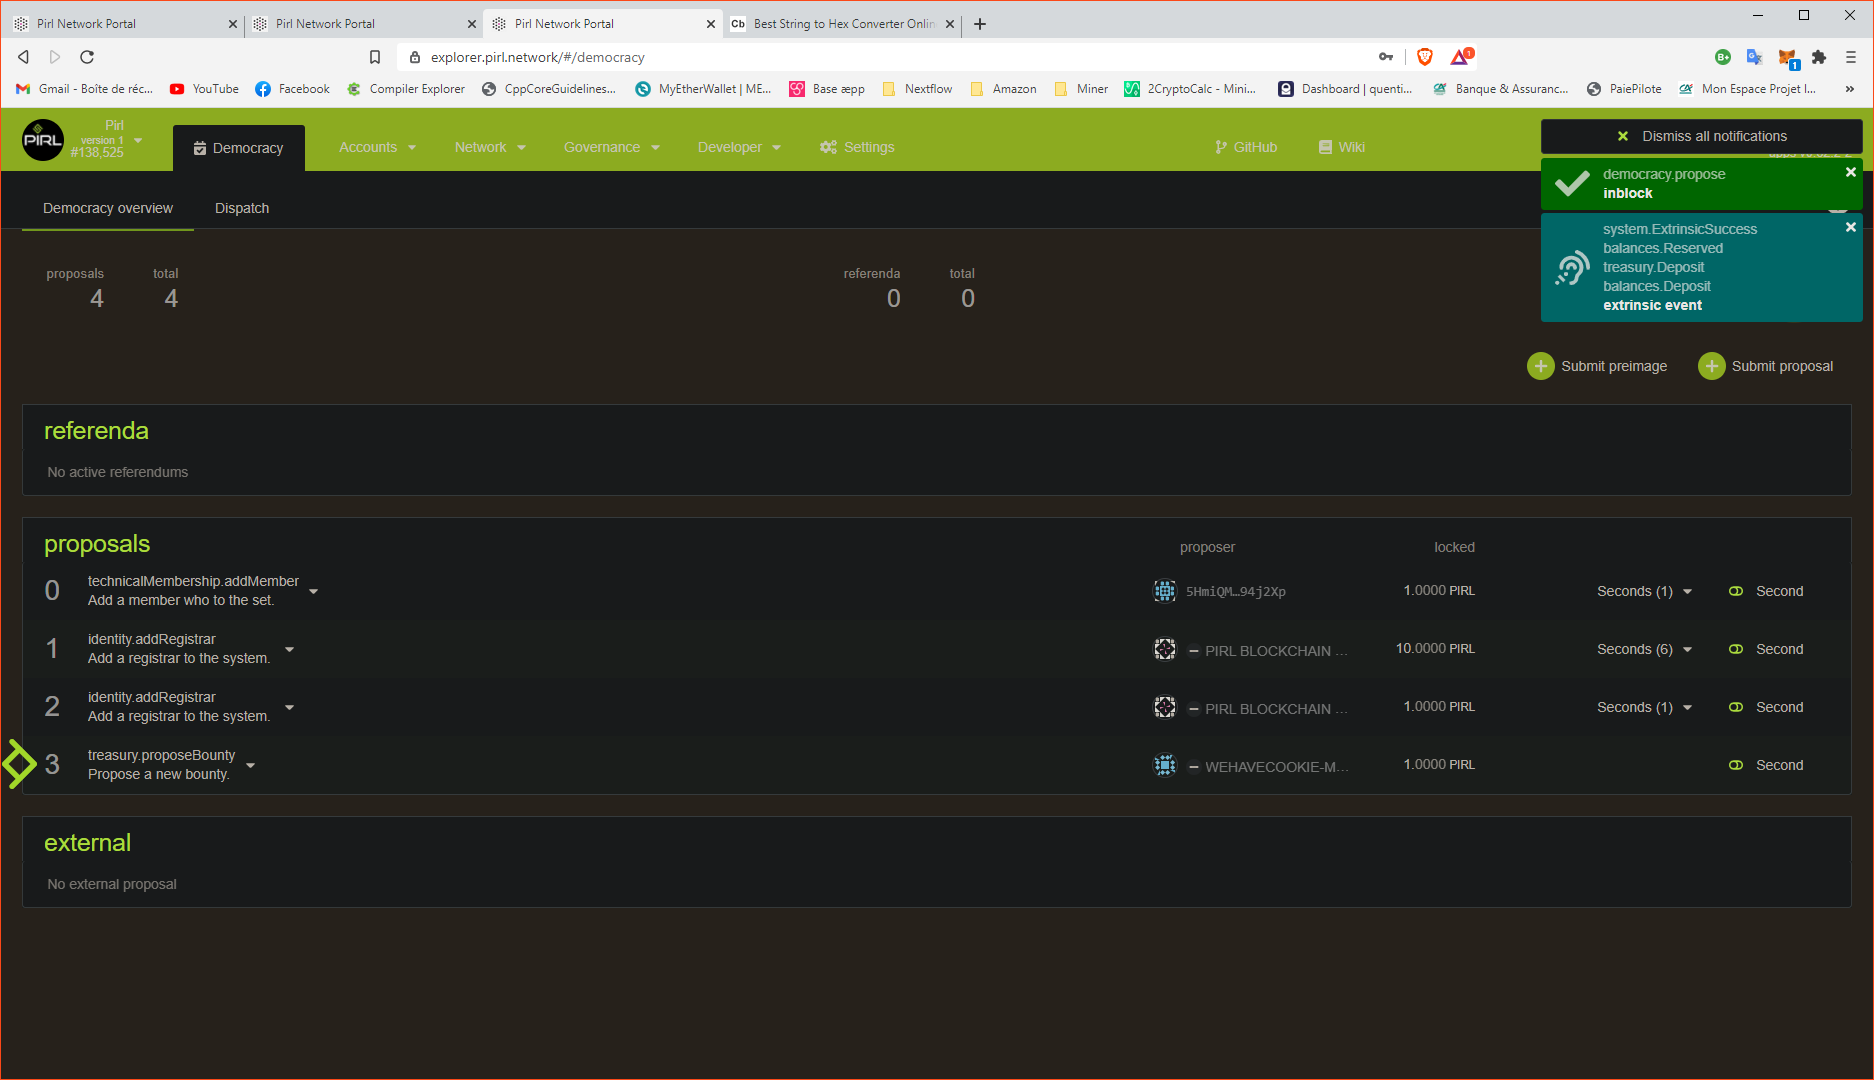 Pirl Network Portal
Pirl Network Portal
Pirl Network Portal
Cb Best String to Hex Converter Onlin
explorer.pirl.network/#/democracy
1
B+
1
Gmail - Boîte de réc...
YouTube
Facebook
Compiler Explorer
CppCoreGuidelines...
MyEtherWallet | ME...
Base æpp
Nextflow
Amazon
Miner
2CryptoCalc - Mini...
Dashboard | quenti...
Banque & Assuranc...
PaiePilote
Mon Espace Projet I...
»
PIRL
Pirl
version 1
#138,525
Democracy
Accounts
Network
Governance
Developer
Settings
GitHub
Wiki
Dismiss all notifications
democracy.propose
inblock
system.ExtrinsicSuccess
balances.Reserved
treasury.Deposit
balances.Deposit
extrinsic event
Democracy overview
Dispatch
proposals
4
total
4
referenda
0
total
0
Submit preimage
Submit proposal
referenda
No active referendums
proposals
proposer
locked
0
technicalMembership.addMember
Add a member who to the set.
5HmiQM…94j2Xp
1.0000 PIRL
Seconds (1)
Second
1
identity.addRegistrar
Add a registrar to the system.
PIRL BLOCKCHAIN …
10.0000 PIRL
Seconds (6)
Second
2
identity.addRegistrar
Add a registrar to the system.
PIRL BLOCKCHAIN …
1.0000 PIRL
Seconds (1)
Second
3
treasury.proposeBounty
Propose a new bounty.
WEHAVECOOKIE-M…
1.0000 PIRL
Second
external
No external proposal